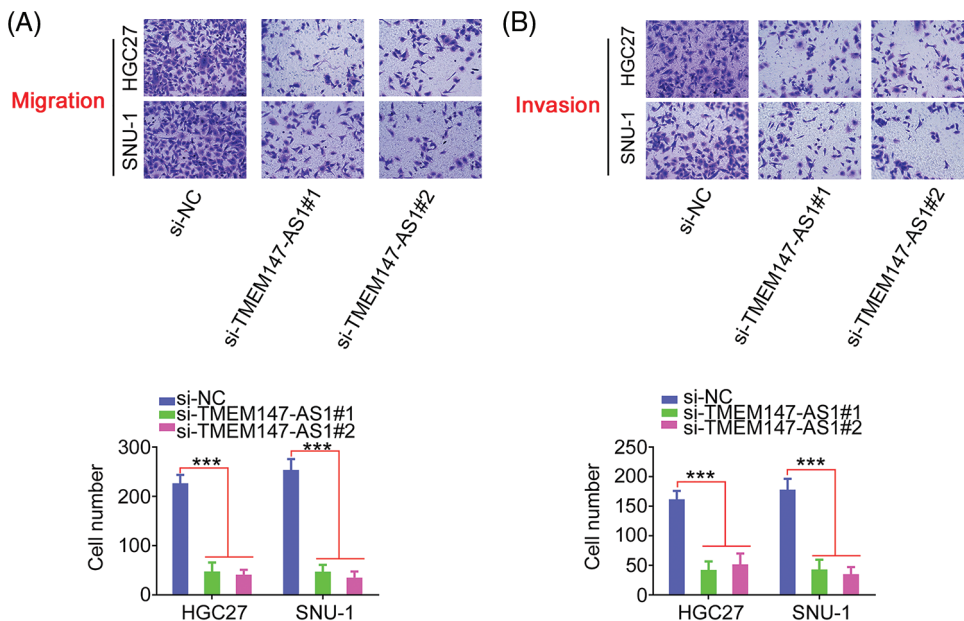 (A)
HGC27
Migration
SNU-1
si-NC
si-TMEM147-AS1#1
si-TMEM147-AS1#2
si-NC
si-TMEM147-AS1#1
si-TMEM147-AS1#2
Cell number
300
200
100
0
***
***
HGC27
SNU-1
(B)
HGC27
Invasion
SNU-1
si-NC
si-TMEM147-AS1#1
si-TMEM147-AS1#2
si-NC
si-TMEM147-AS1#1
si-TMEM147-AS1#2
Cell number
250
200
150
100
50
0
***
***
HGC27
SNU-1